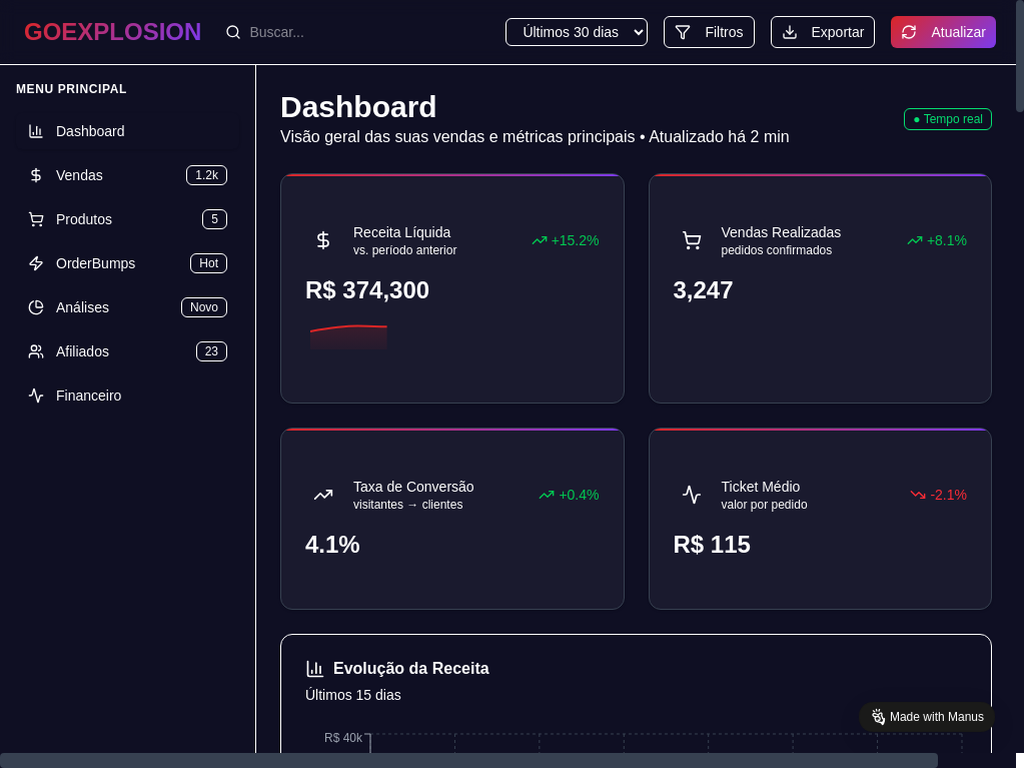 GOEXPLOSION
Buscar...
Últimos 30 dias
Filtros
Exportar
Atualizar
MENU PRINCIPAL
Dashboard
Vendas 1.2k
Produtos 5
OrderBumps Hot
Análises Novo
Afiliados 23
Financeiro
Dashboard
Visão geral das suas vendas e métricas principais • Atualizado há 2 min
● Tempo real
Receita Líquida
vs. período anterior
+15.2%
R$ 374,300
Vendas Realizadas
pedidos confirmados
+8.1%
3,247
Taxa de Conversão
visitantes → clientes
+0.4%
4.1%
Ticket Médio
valor por pedido
-2.1%
R$ 115
Evolução da Receita
Últimos 15 dias
R$ 40k
Made with Manus